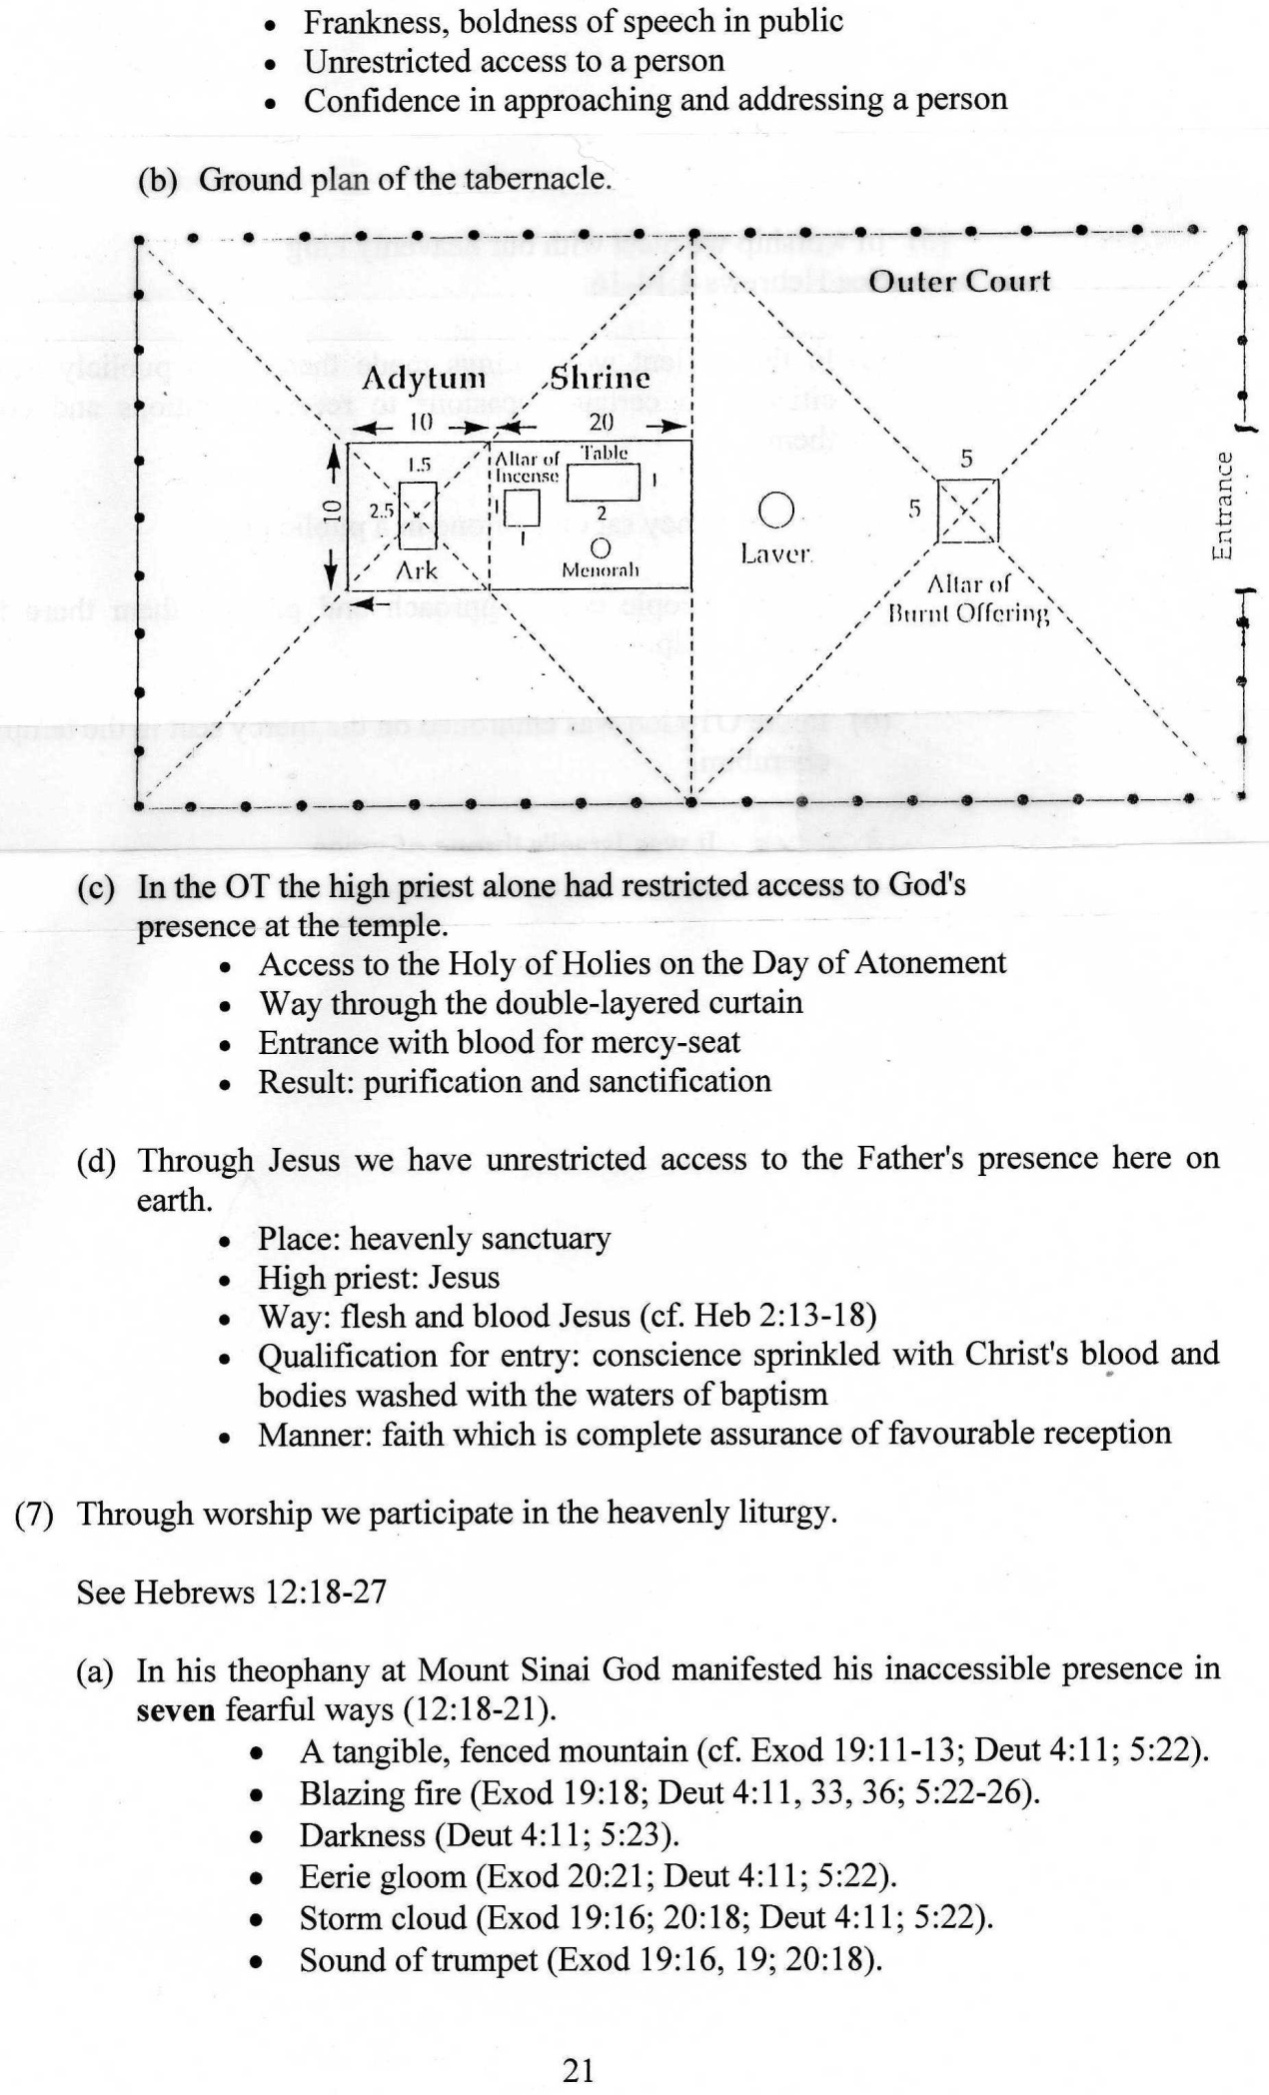 • Frankness, boldness of speech in public
• Unrestricted access to a person
• Confidence in approaching and addressing a person
(b) Ground plan of the tabernacle.
Outer Court
Adytum
Shrine
10
20
10
1.5
2.5
Ark
Altar of
Incense
1
1
Table
1
2
Menorah
Laver
5
5
Altar of
Burnt Offering
Entrance
(c) In the OT the high priest alone had restricted access to God's
presence at the temple.
• Access to the Holy of Holies on the Day of Atonement
• Way through the double-layered curtain
• Entrance with blood for mercy-seat
• Result: purification and sanctification
(d) Through Jesus we have unrestricted access to the Father's presence here on
earth.
• Place: heavenly sanctuary
• High priest: Jesus
• Way: flesh and blood Jesus (cf. Heb 2:13-18)
• Qualification for entry: conscience sprinkled with Christ's blood and
bodies washed with the waters of baptism
• Manner: faith which is complete assurance of favourable reception
(7) Through worship we participate in the heavenly liturgy.
See Hebrews 12:18-27
(a) In his theophany at Mount Sinai God manifested his inaccessible presence in
seven fearful ways (12:18-21).
• A tangible, fenced mountain (cf. Exod 19:11-13; Deut 4:11; 5:22).
• Blazing fire (Exod 19:18; Deut 4:11, 33, 36; 5:22-26).
• Darkness (Deut 4:11; 5:23).
• Eerie gloom (Exod 20:21; Deut 4:11; 5:22).
• Storm cloud (Exod 19:16; 20:18; Deut 4:11; 5:22).
• Sound of trumpet (Exod 19:16, 19; 20:18).
21